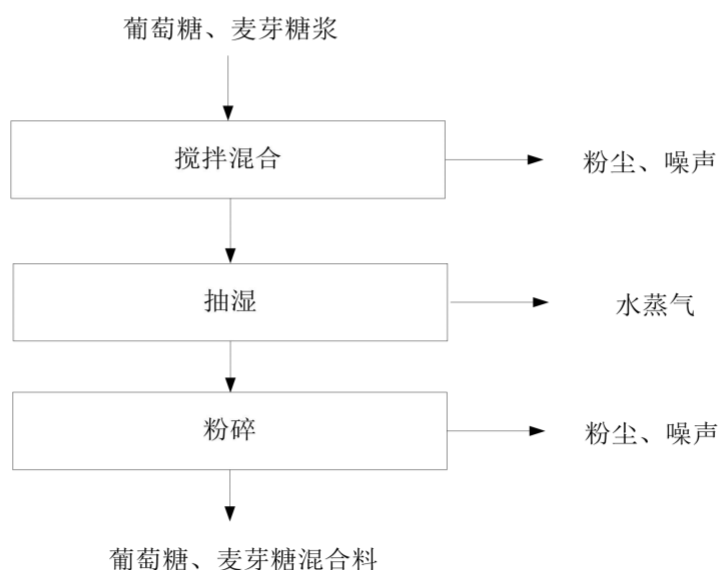 葡萄糖、麦芽糖浆
搅拌混合
粉尘、噪声
抽湿
水蒸气
粉碎
粉尘、噪声
葡萄糖、麦芽糖混合料